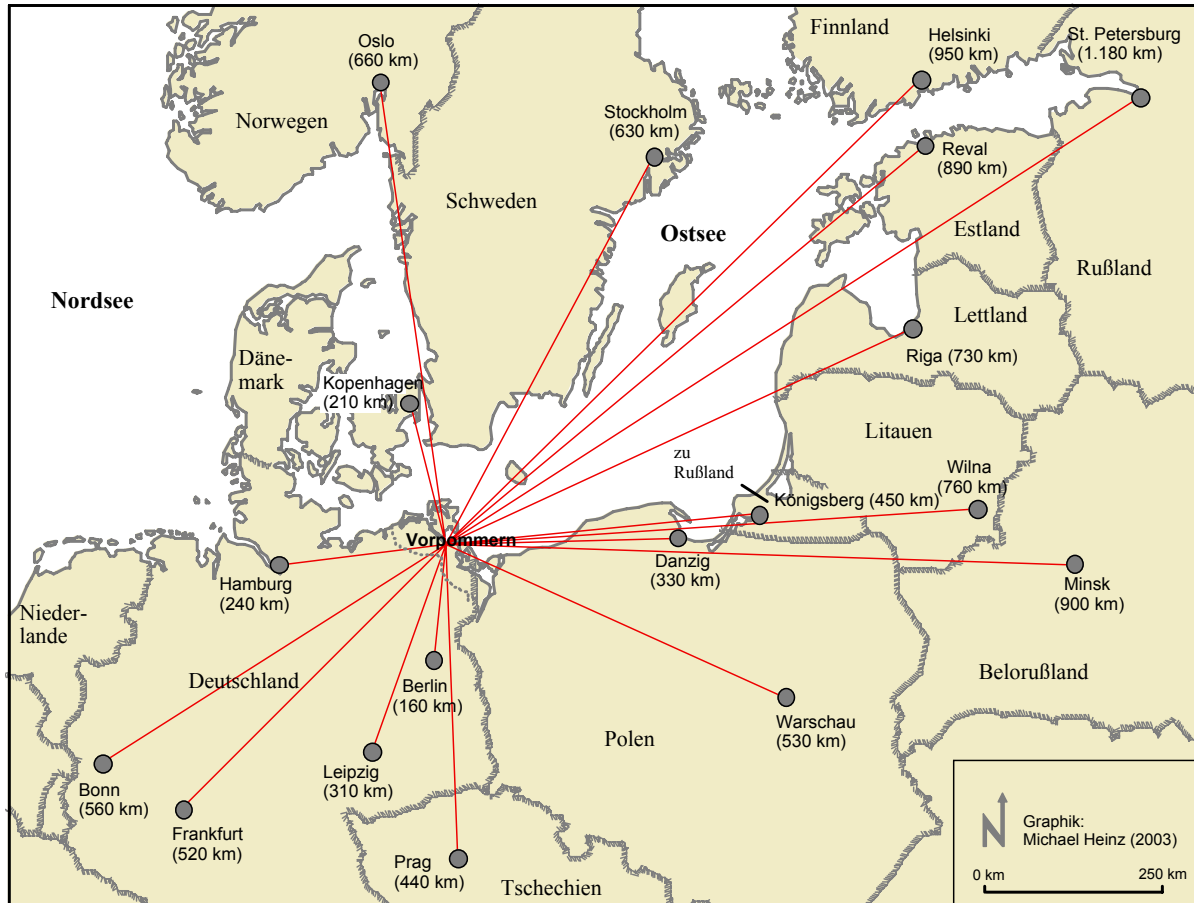 Finnland
Helsinki
(950 km)
St. Petersburg
(1.180 km)
Oslo
(660 km)
Norwegen
Stockholm
(630 km)
Reval
(890 km)
Schweden
Ostsee
Estland
Rußland
Nordsee
Lettland
Däne-
mark
Riga (730 km)
Kopenhagen
(210 km)
Litauen
zu
Rußland
Wilna
(760 km)
Königsberg (450 km)
Vorpommern
Danzig
(330 km)
Hamburg
(240 km)
Minsk
(900 km)
Nieder-
lande
Deutschland
Berlin
(160 km)
Belorußland
Warschau
(530 km)
Polen
Bonn
(560 km)
Leipzig
(310 km)
Frankfurt
(520 km)
Prag
(440 km)
Tschechien
N
Graphik:
Michael Heinz (2003)
0 km
250 km